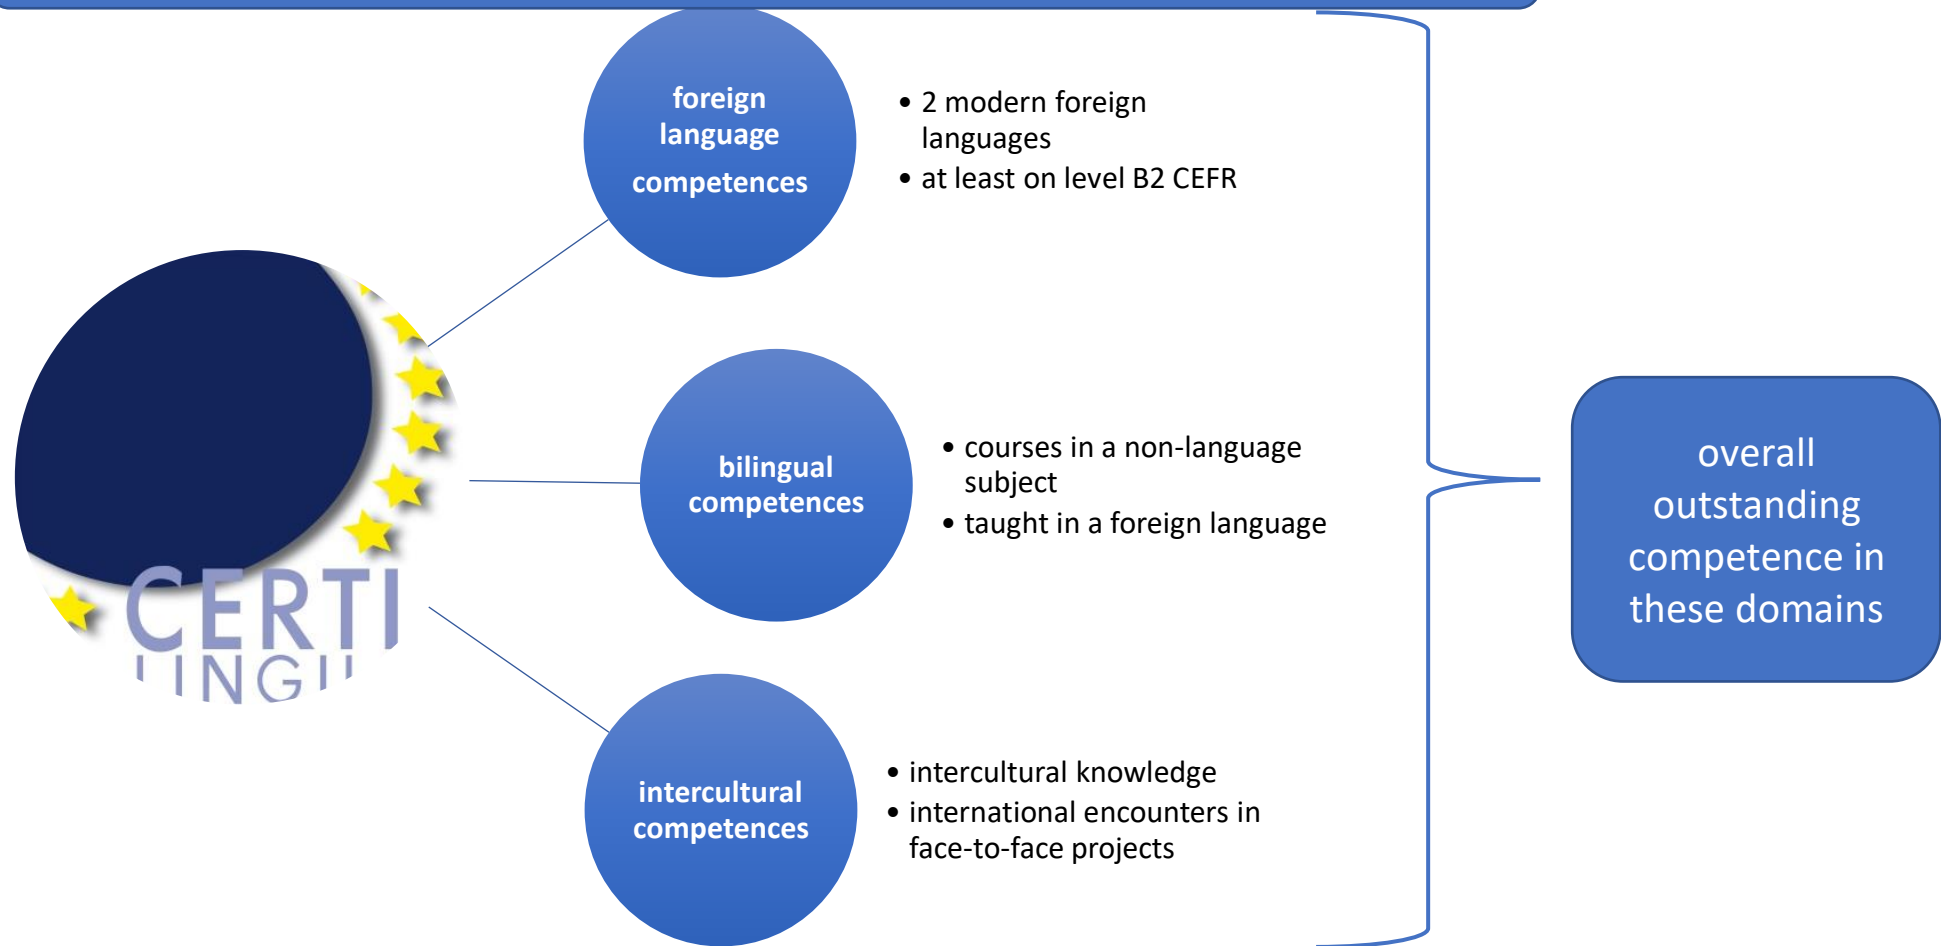 foreign
language
competences
• 2 modern foreign
languages
• at least on level B2 CEFR
CERTI
bilingual
competences
• courses in a non-language
subject
• taught in a foreign language
intercultural
competences
• intercultural knowledge
• international encounters in
face-to-face projects
overall
outstanding
competence in
these domains